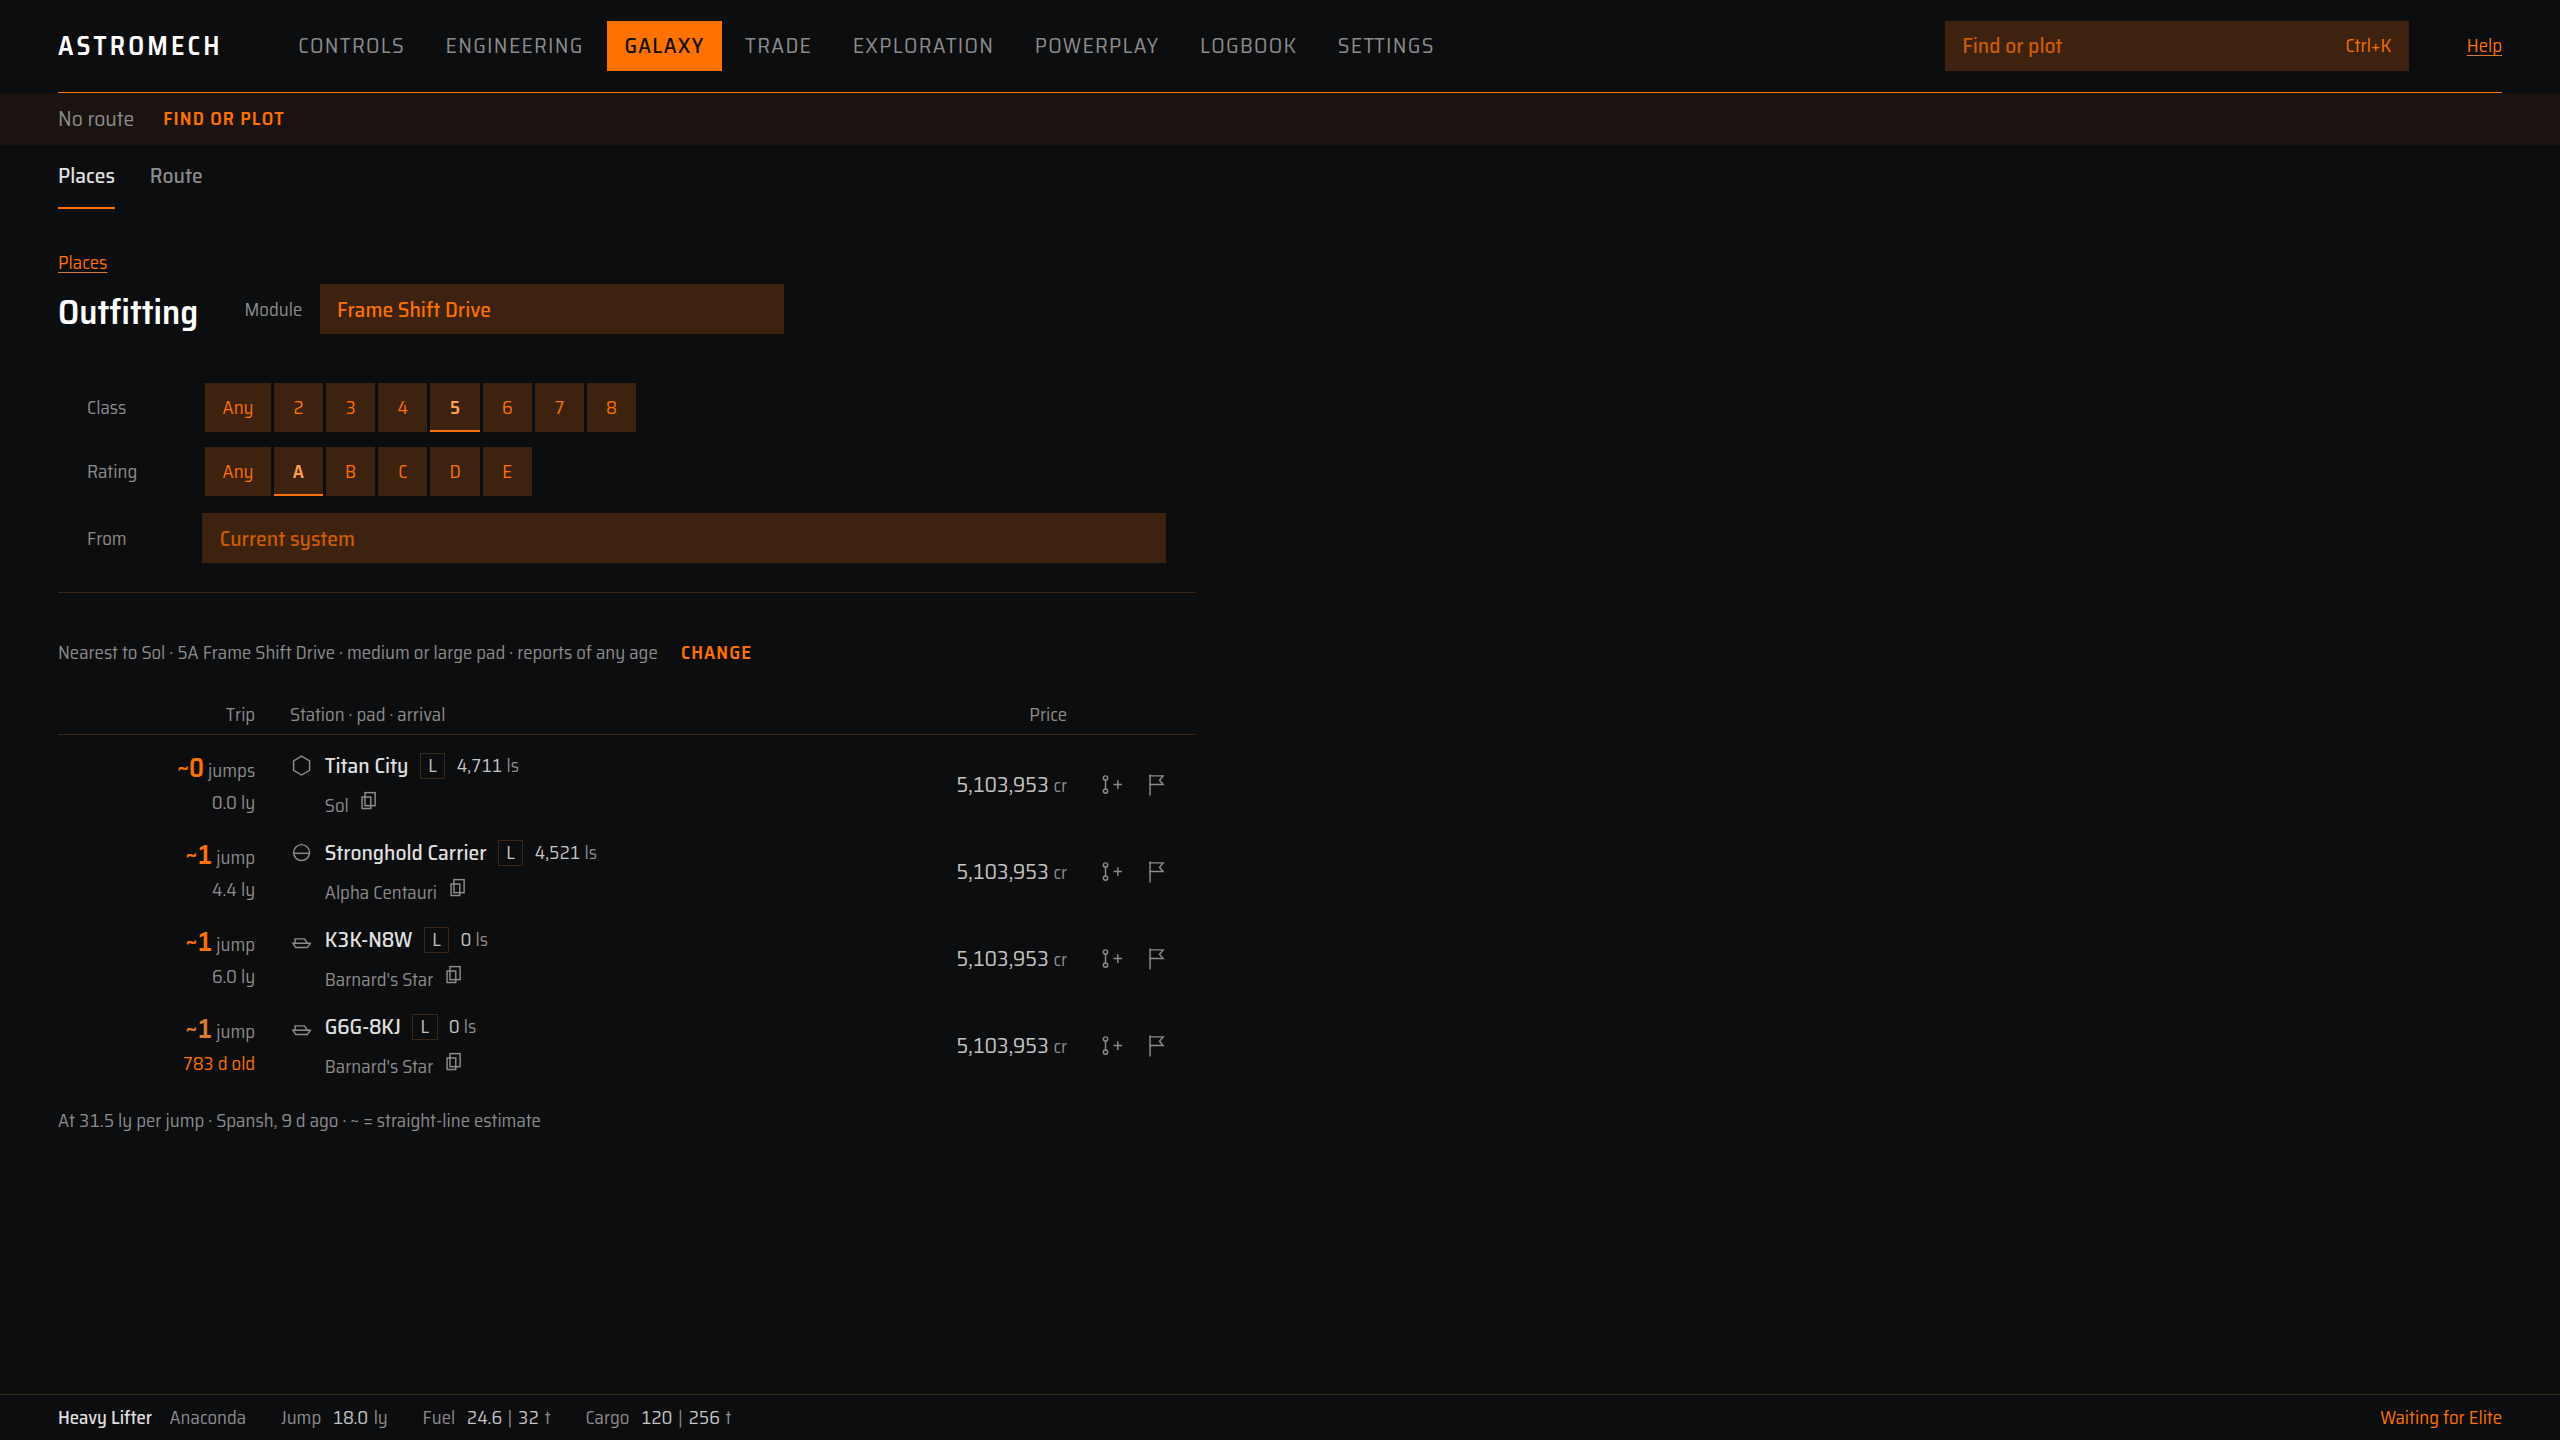 ASTROMECH CONTROLS ENGINEERING GALAXY TRADE EXPLORATION POWERPLAY LOGBOOK SETTINGS Find or plot Ctrl+K Help
No route FIND OR PLOT
Places Route
Places
Outfitting Module Frame Shift Drive
Class Any 2 3 4 5 6 7 8
Rating Any A B C D E
From Current system
Nearest to Sol · 5A Frame Shift Drive · medium or large pad · reports of any age CHANGE
Trip Station · pad · arrival Price
~0 jumps Titan City L 4,711 ls 5,103,953 cr
0.0 ly Sol
~1 jump Stronghold Carrier L 4,521 ls 5,103,953 cr
4.4 ly Alpha Centauri
~1 jump K3K-N8W L 0 ls 5,103,953 cr
6.0 ly Barnard's Star
~1 jump G6G-8KJ L 0 ls 5,103,953 cr
783 d old Barnard's Star
At 31.5 ly per jump · Spansh, 9 d ago · ~ = straight-line estimate
Heavy Lifter Anaconda Jump 18.0 ly Fuel 24.6 | 32 t Cargo 120 | 256 t Waiting for Elite